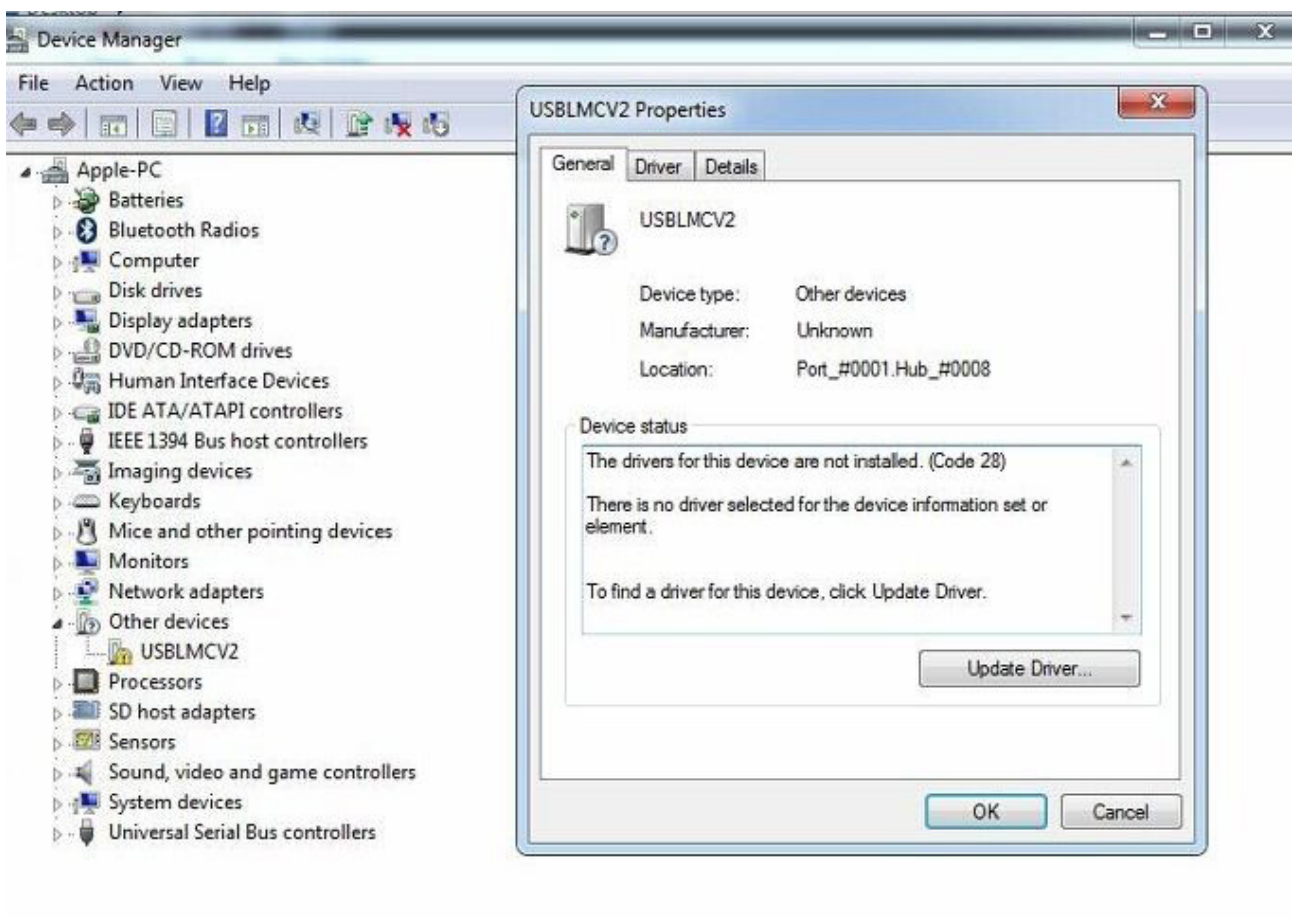 Device Manager
File Action View Help
Apple-PC
Batteries
Bluetooth Radios
Computer
Disk drives
Display adapters
DVD/CD-ROM drives
Human Interface Devices
IDE ATA/ATAPI controllers
IEEE 1394 Bus host controllers
Imaging devices
Keyboards
Mice and other pointing devices
Monitors
Network adapters
Other devices
USBLMCV2
Processors
SD host adapters
Sensors
Sound, video and game controllers
System devices
Universal Serial Bus controllers
USBLMCV2 Properties
General Driver Details
USBLMCV2
Device type: Other devices
Manufacturer: Unknown
Location: Port_#0001.Hub_#0008
Device status
The drivers for this device are not installed. (Code 28)
There is no driver selected for the device information set or
element.
To find a driver for this device, click Update Driver.
Update Driver...
OK Cancel